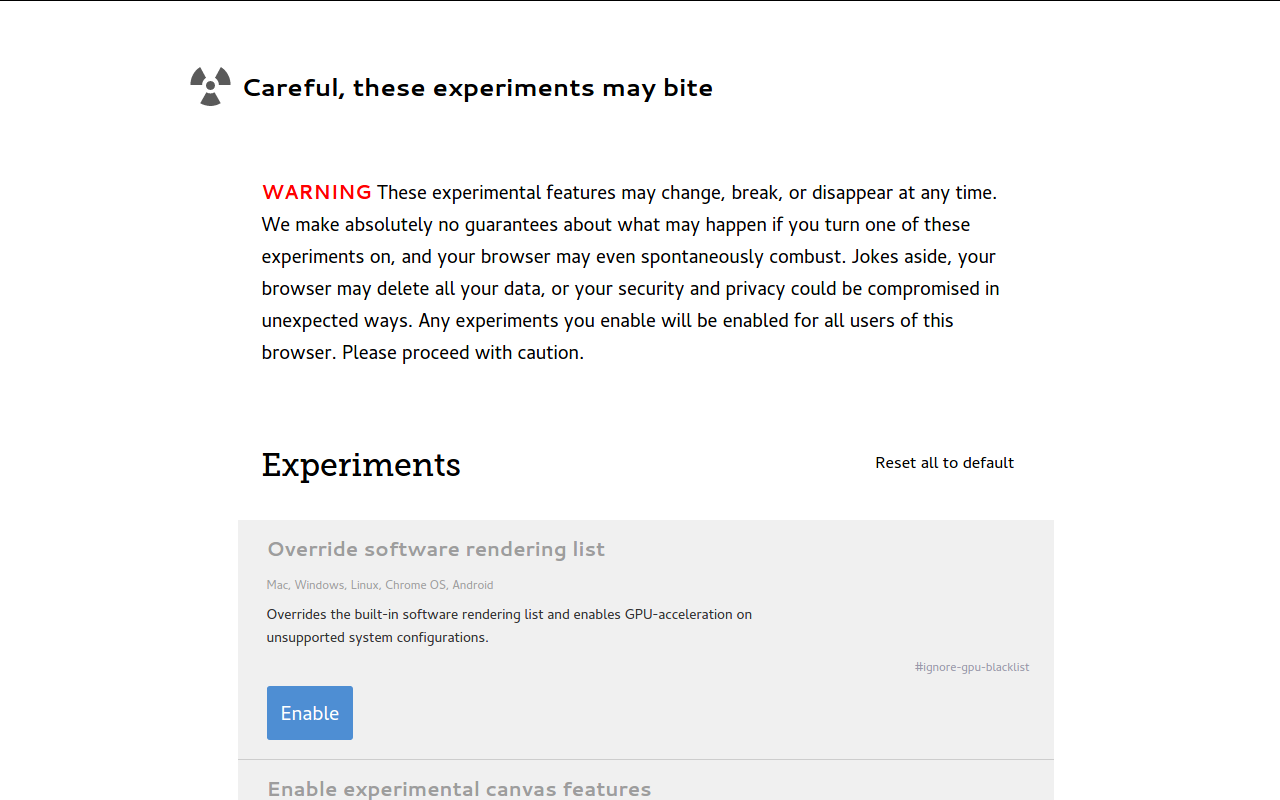 Careful, these experiments may bite
WARNING These experimental features may change, break, or disappear at any time.
We make absolutely no guarantees about what may happen if you turn one of these
experiments on, and your browser may even spontaneously combust. Jokes aside, your
browser may delete all your data, or your security and privacy could be compromised in
unexpected ways. Any experiments you enable will be enabled for all users of this
browser. Please proceed with caution.
Experiments
Reset all to default
Override software rendering list
Mac, Windows, Linux, Chrome OS, Android
Overrides the built-in software rendering list and enables GPU-acceleration on
unsupported system configurations.
#ignore-gpu-blacklist
Enable
Enable experimental canvas features